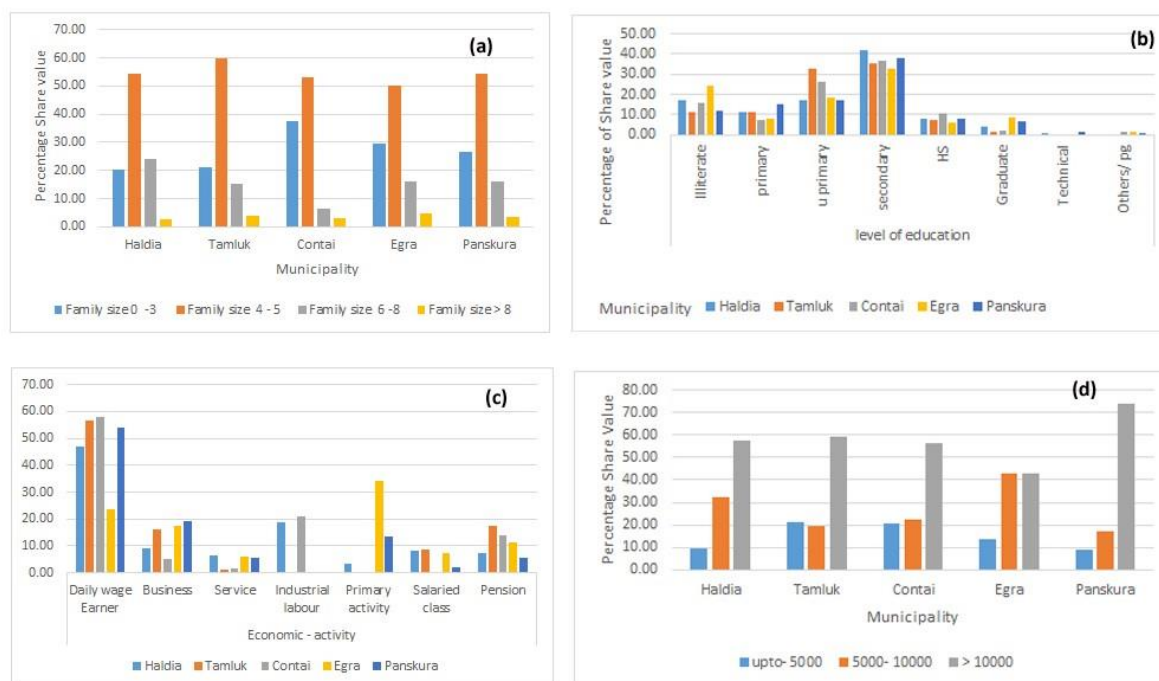 (a)
Percentage Share value
70.00
60.00
50.00
40.00
30.00
20.00
10.00
0.00
Haldia Tamluk Contai Egra Panskura
Municipality
Family size 0 -3 Family size 4 - 5 Family size 6 -8 Family size > 8
(b)
Percentage of Share value
50.00
40.00
30.00
20.00
10.00
0.00
Illiterate primary u primary secondary HS Graduate Technical Others/ pg
level of education
Municipality Haldia Tamluk Contai Egra Panskura
(c)
70.00
60.00
50.00
40.00
30.00
20.00
10.00
0.00
Daily wage Business Service Industrial Primary Salaried Pension
Earner labour activity class
Economic - activity
Haldia Tamluk Contai Egra Panskura
(d)
Percentage Share Value
80.00
70.00
60.00
50.00
40.00
30.00
20.00
10.00
0.00
Haldia Tamluk Contai Egra Panskura
Municipality
upto- 5000 5000- 10000 > 10000